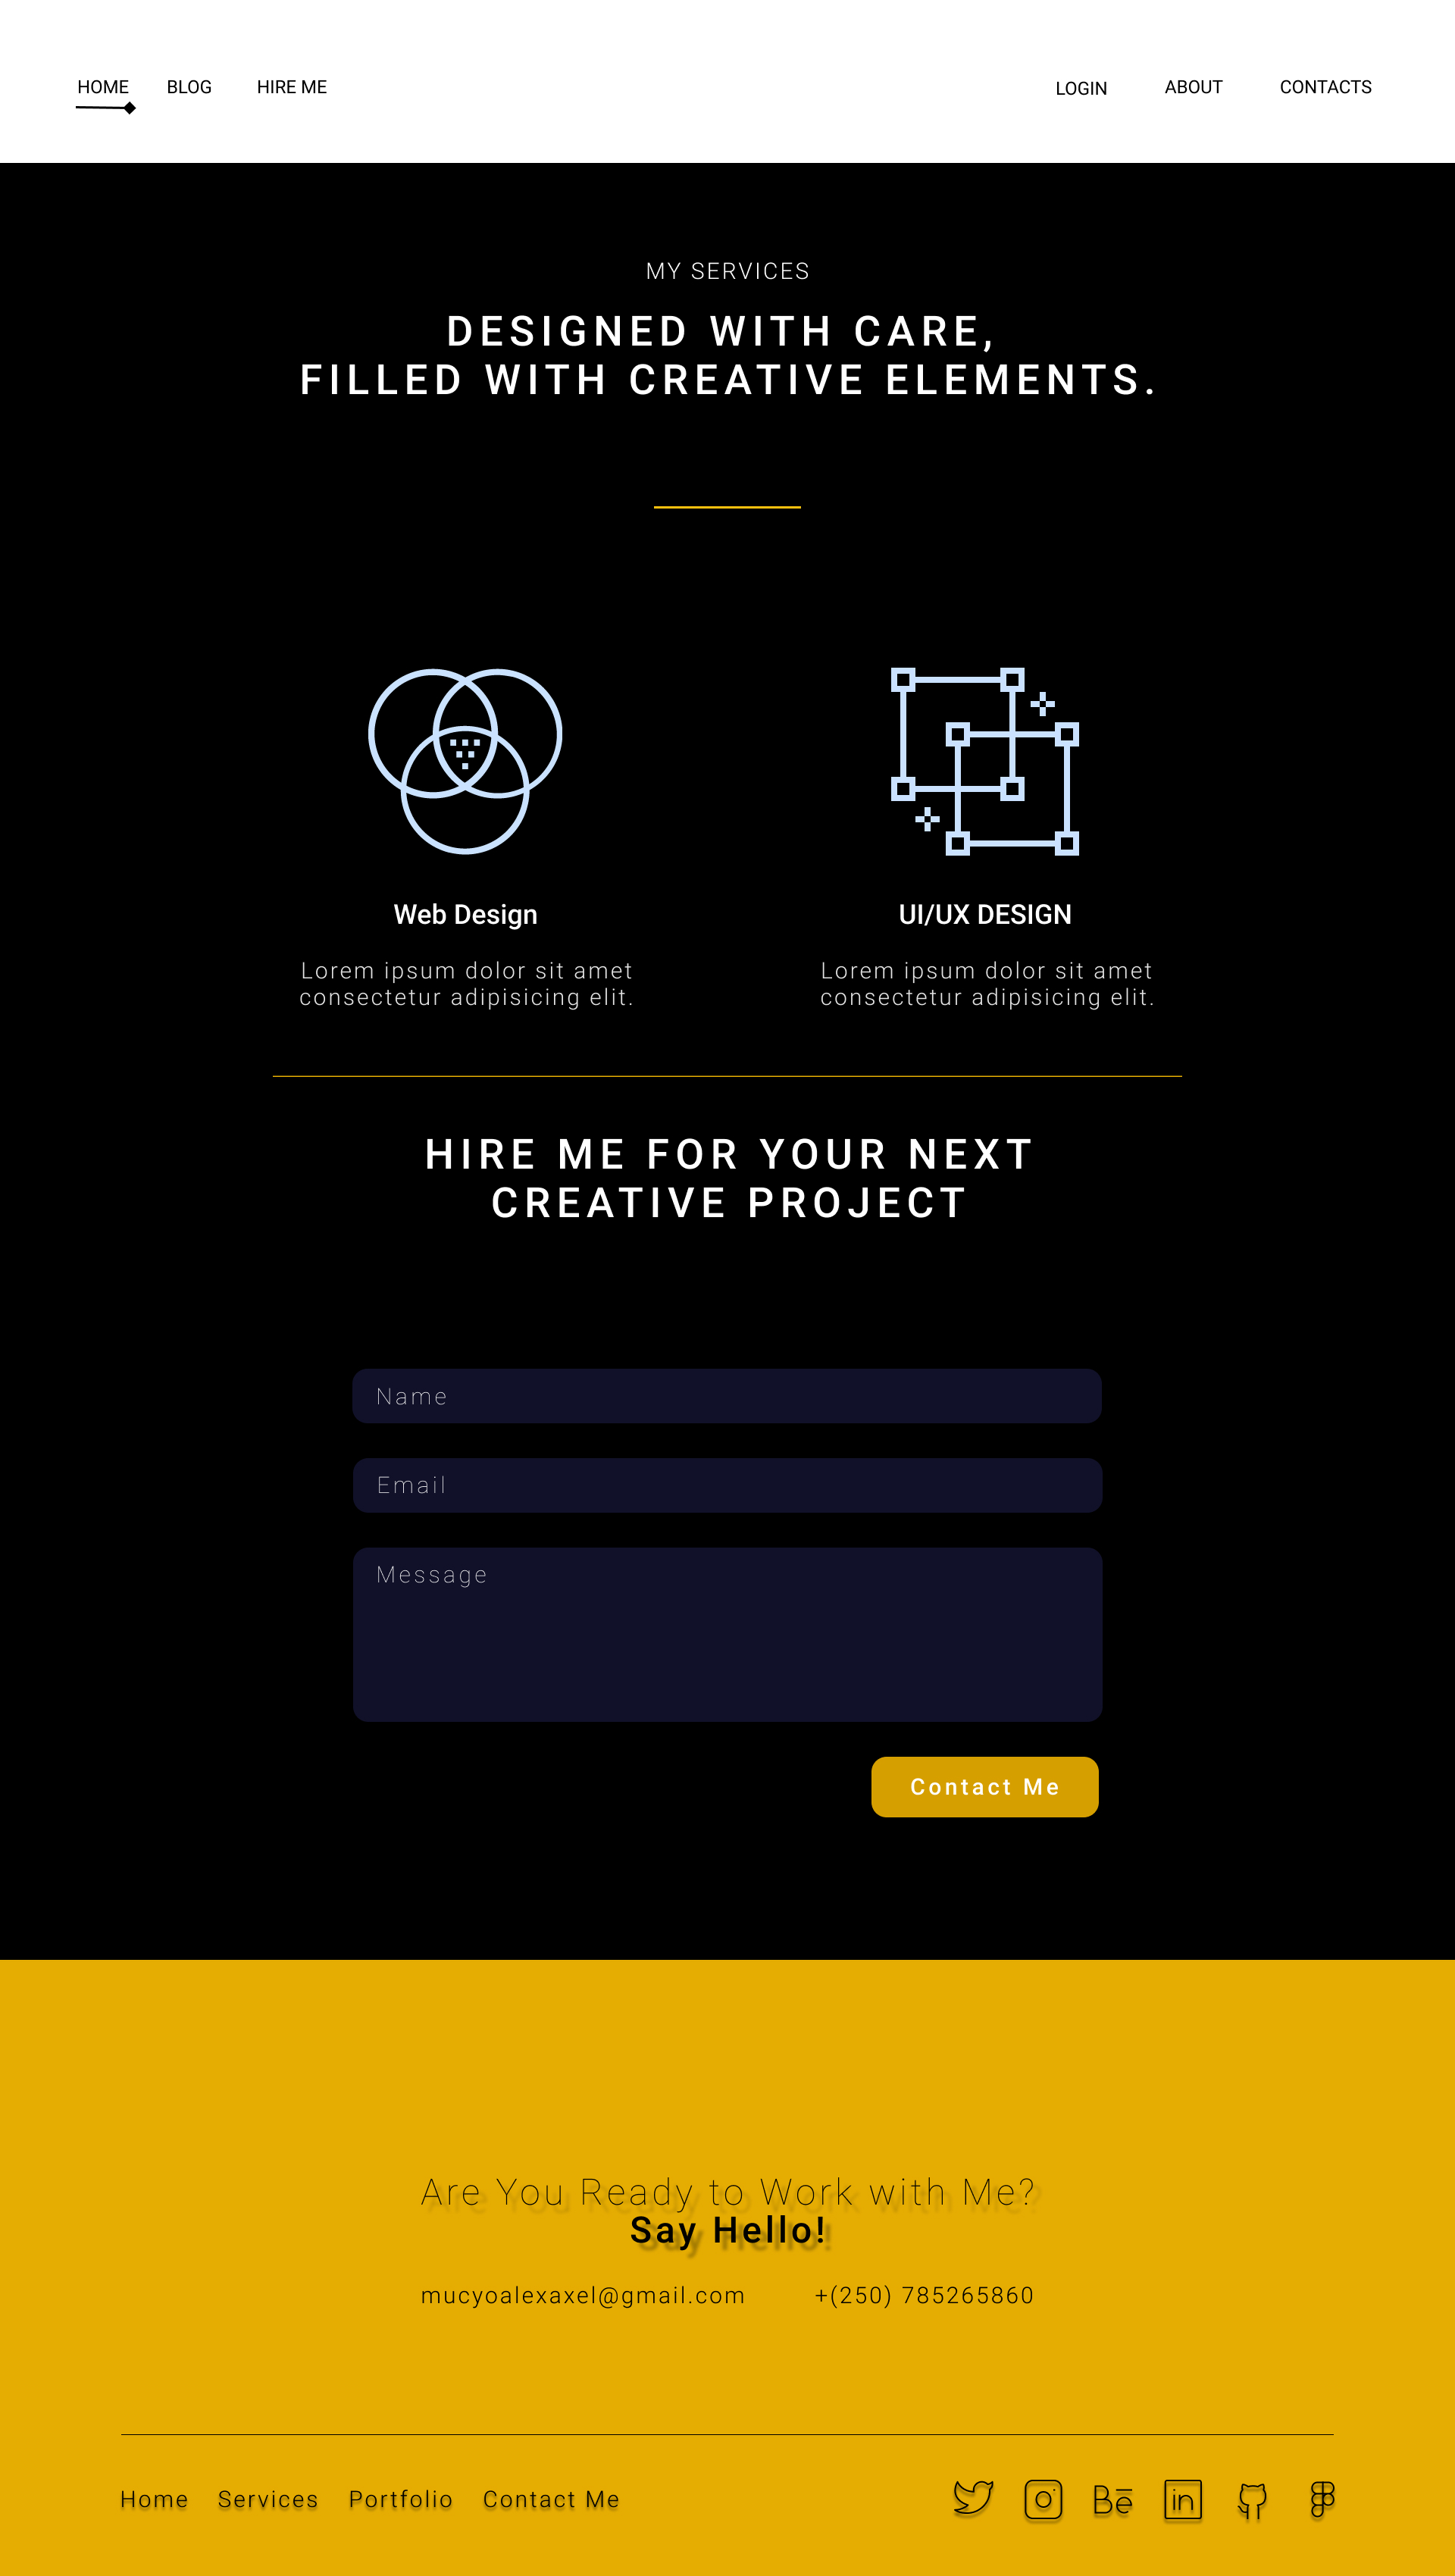 HOME BLOG HIRE ME LOGIN ABOUT CONTACTS
MY SERVICES
DESIGNED WITH CARE,
FILLED WITH CREATIVE ELEMENTS.
Web Design
Lorem ipsum dolor sit amet
consectetur adipisicing elit.
UI/UX DESIGN
Lorem ipsum dolor sit amet
consectetur adipisicing elit.
HIRE ME FOR YOUR NEXT
CREATIVE PROJECT
Name
Email
Message
Contact Me
Are You Ready to Work with Me?
Say Hello!
mucyoalexaxel@gmail.com +(250) 785265860
Home Services Portfolio Contact Me Bē in